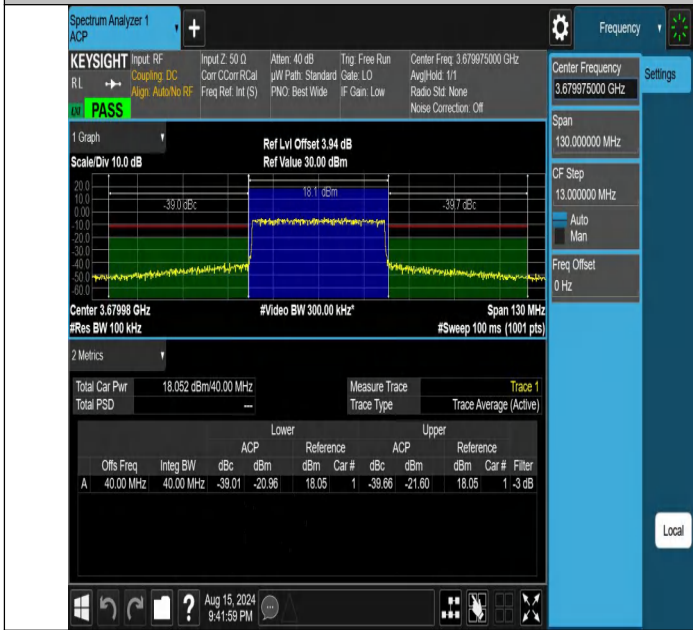 Spectrum Analyzer 1
ACP
+
Frequency
KEYSIGHT Input: RF Input Z: 50 Ω Atten: 40 dB Trig: Free Run Center Freq: 3.679975000 GHz
RL Coupling: DC Corr CCorr RCal µW Path: Standard Gate: LO Avg|Hold: 1/1
Align: Auto/No RF Freq Ref: Int (S) PNO: Best Wide IF Gain: Low Radio Std: None
LXI PASS Noise Correction: Off
Center Frequency
3.679975000 GHz
Settings
Span
130.000000 MHz
CF Step
13.000000 MHz
Auto
Man
Freq Offset
0 Hz
Local
1 Graph
Ref Lvl Offset 3.94 dB
Scale/Div 10.0 dB Ref Value 30.00 dBm
20.0
10.0
0.00
-10.0
-20.0
-30.0
-40.0
-50.0
-60.0
-39.0 dBc 18.1 dBm -39.7 dBc
Center 3.67998 GHz #Video BW 300.00 kHz* Span 130 MHz
#Res BW 100 kHz #Sweep 100 ms (1001 pts)
2 Metrics
Total Car Pwr 18.052 dBm/40.00 MHz Measure Trace Trace 1
Total PSD --- Trace Type Trace Average (Active)
Lower Upper
ACP Reference ACP Reference
Offs Freq Integ BW dBc dBm dBm Car # dBc dBm dBm Car # Filter
A 40.00 MHz 40.00 MHz -39.01 -20.96 18.05 1 -39.66 -21.60 18.05 1 -3 dB
? Aug 15, 2024
9:41:59 PM